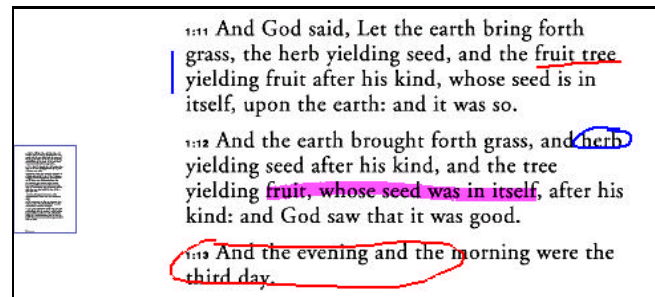 1:11 And God said, Let the earth bring forth
grass, the herb yielding seed, and the fruit tree
yielding fruit after his kind, whose seed is in
itself, upon the earth: and it was so.
1:12 And the earth brought forth grass, and herb
yielding seed after his kind, and the tree
yielding fruit, whose seed was in itself, after his
kind: and God saw that it was good.
1:13 And the evening and the morning were the
third day.